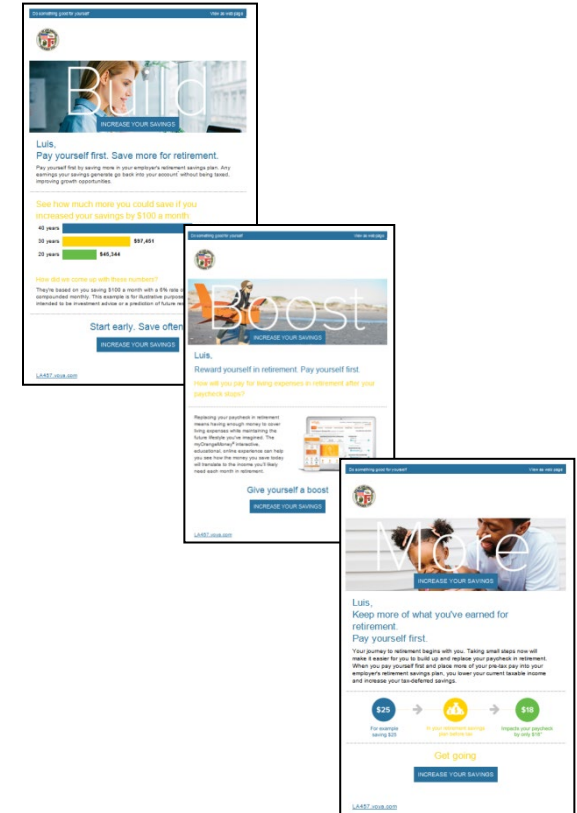 Do something good for yourself
View as web page
Build
INCREASE YOUR SAVINGS
Luis,
Pay yourself first. Save more for retirement.
Pay yourself first by saving more in your employer's retirement savings plan. Any
earnings your savings generate go back into your account without being taxed,
improving growth opportunities.
See how much more you could save if you
increased your savings by $100 a month
40 years
30 years
$97,451
20 years
$46,344
How did we come up with these numbers?
They're based on you saving $100 a month with a 6% rate
compounded monthly. This example is for illustrative purpose
intended to be investment advice or a prediction of future
Start early. Save often
INCREASE YOUR SAVINGS
LA457.voya.com
Do something good for yourself
View as web page
Boost
INCREASE YOUR SAVINGS
Luis,
Reward yourself in retirement. Pay yourself first.
How will you pay for living expenses in retirement after your
paycheck stops?
Replacing your paycheck in retirement
means having enough money to cover
living expenses while maintaining the
future lifestyle you've imagined. The
myOrangeMoney® interactive,
educational, online experience can help
you see how the money you save today
will translate to the income you'll likely
need each month in retirement.
Give yourself a boost
INCREASE YOUR SAVINGS
LA457.voya.com
Do something good for yourself
View as web page
More
INCREASE YOUR SAVINGS
Luis,
Keep more of what you've earned for
retirement.
Pay yourself first.
Your journey to retirement begins with you. Taking small steps now will
make it easier for you to build up and replace your paycheck in retirement.
When you pay yourself first and place more of your pre-tax pay into your
employer's retirement savings plan, you lower your current taxable income
and increase your tax-deferred savings.
$25
$18
For example
saving $25
in your retirement savings
plan before tax
Impacts your paycheck
by only $18*
Get going
INCREASE YOUR SAVINGS
LA457.voya.com